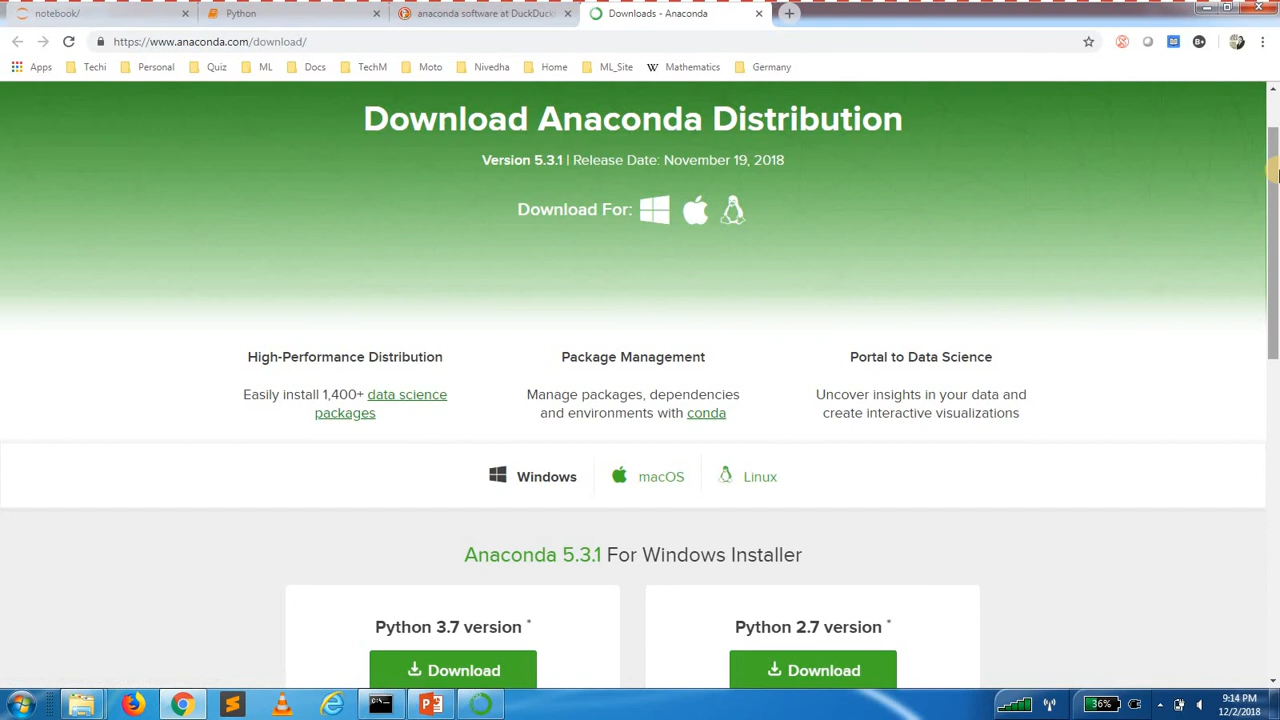 notebook/
Python
anaconda software at DuckDuck
Downloads - Anaconda
https://www.anaconda.com/download/
Apps
Techi
Personal
Quiz
ML
Docs
TechM
Moto
Nivedha
Home
ML_Site
W Mathematics
Germany
Download Anaconda Distribution
Version 5.3.1 | Release Date: November 19, 2018
Download For:
High-Performance Distribution
Easily install 1,400+ data science
packages
Package Management
Manage packages, dependencies
and environments with conda
Portal to Data Science
Uncover insights in your data and
create interactive visualizations
Windows
macOS
Linux
Anaconda 5.3.1 For Windows Installer
Python 3.7 version *
Download
Python 2.7 version *
Download
36%
9:14 PM
12/2/2018